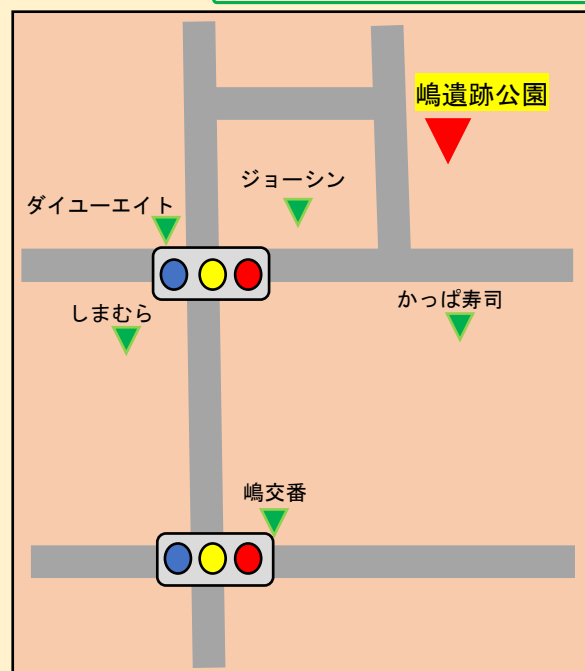 嶋遺跡公園
ジョーシン
ダイユーエイト
かっぱ寿司
しまむら
嶋交番